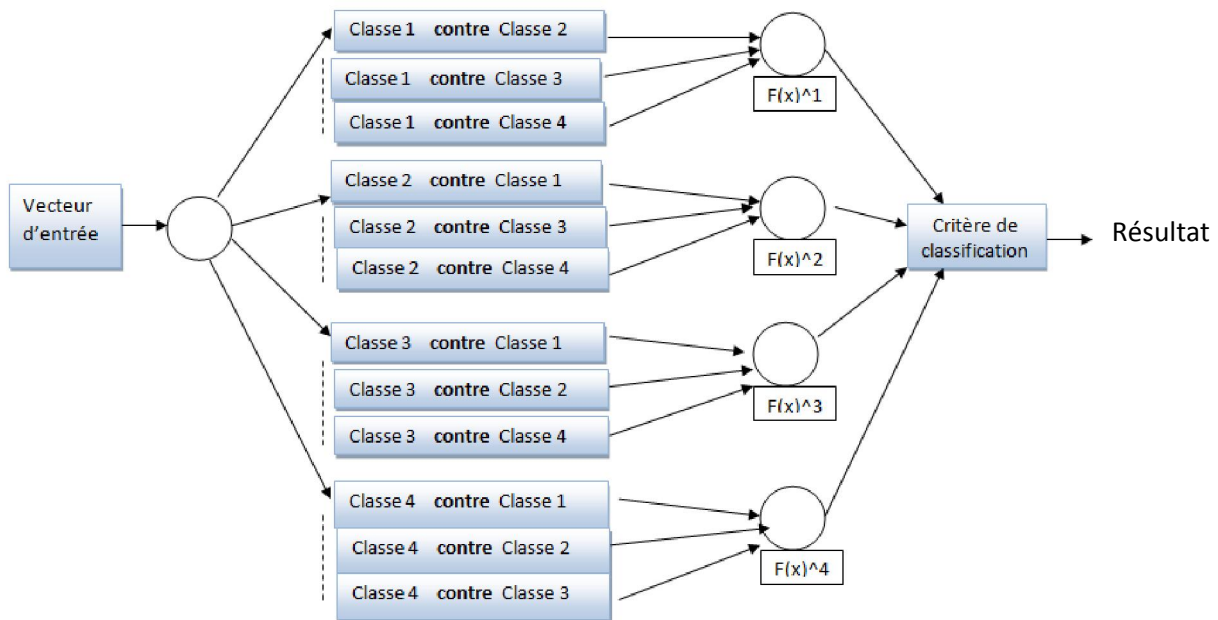 Vecteur
d'entrée
Classe 1 contre Classe 2
Classe 1 contre Classe 3
Classe 1 contre Classe 4
F(x)^1
Classe 2 contre Classe 1
Classe 2 contre Classe 3
Classe 2 contre Classe 4
F(x)^2
Classe 3 contre Classe 1
Classe 3 contre Classe 2
Classe 3 contre Classe 4
F(x)^3
Classe 4 contre Classe 1
Classe 4 contre Classe 2
Classe 4 contre Classe 3
F(x)^4
Critère de
classification
Résultat